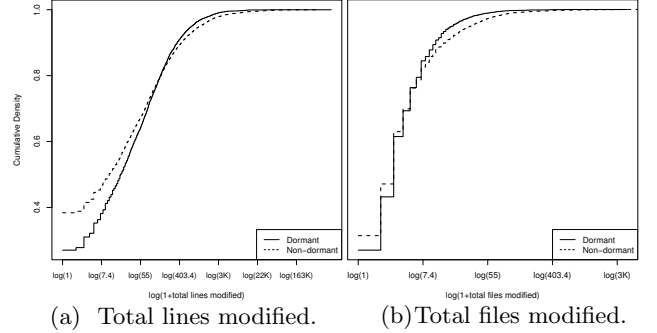 Cumulative Density
1.0
0.8
0.6
0.4
Dormant
Non-dormant
log(1) log(7.4) log(55) log(403.4) log(3K) log(22K) log(163K)
log(1+total lines modified)
(a) Total lines modified.
Dormant
Non-dormant
log(1) log(7.4) log(55) log(403.4) log(3K)
log(1+total files modified)
(b) Total files modified.